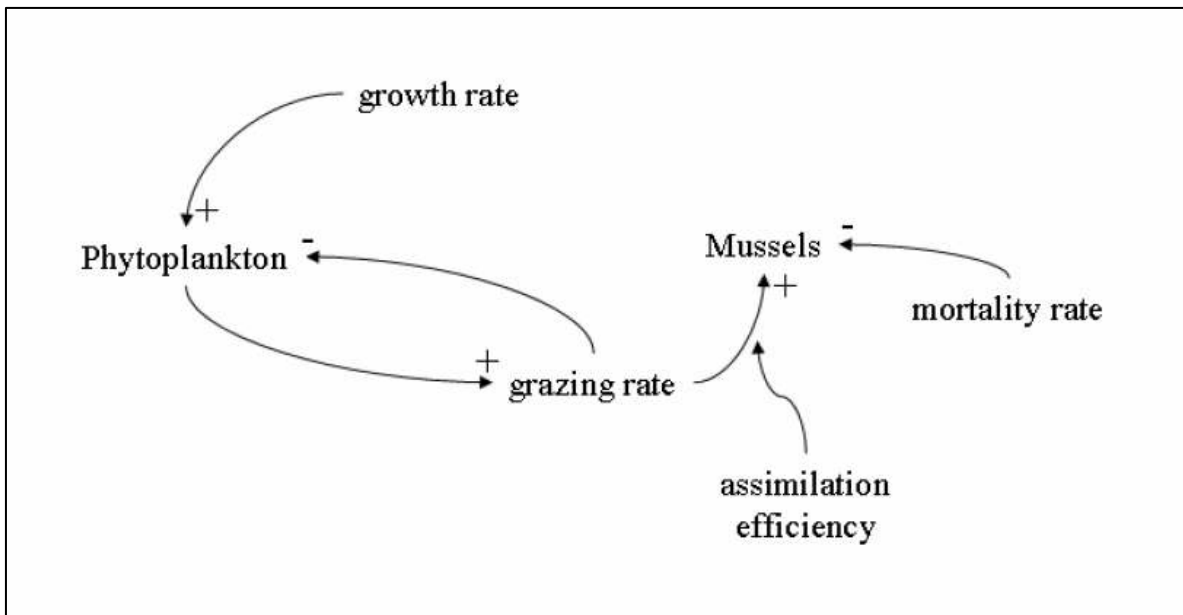 growth rate
+
Phytoplankton
-
Mussels
-
+
mortality rate
+
grazing rate
assimilation
efficiency